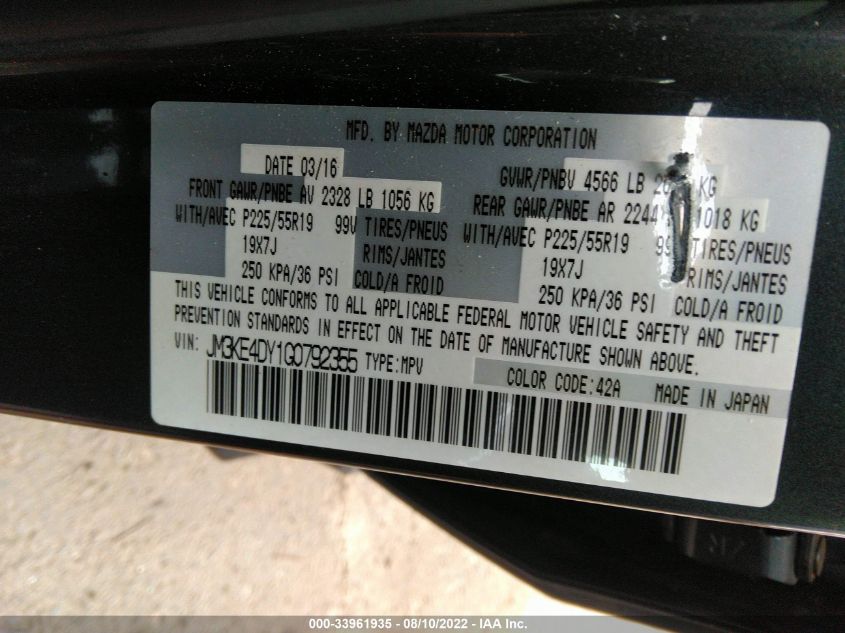 MFD. BY MAZDA MOTOR CORPORATION
DATE 03/16
GVWR/PNBV 4566 LB KG
FRONT GAWR/PNBE AV 2328 LB 1056 KG
REAR GAWR/PNBE AR 2244 1018 KG
WITH/AVEC P225/55R19 99V TIRES/PNEUS
WITH/AVEC P225/55R19 TIRES/PNEUS
19X7J RIMS/JANTES
19X7J RIMS/JANTES
250 KPA/36 PSI COLD/A FROID
250 KPA/36 PSI COLD/A FROID
THIS VEHICLE CONFORMS TO ALL APPLICABLE FEDERAL MOTOR VEHICLE SAFETY AND THEFT
PREVENTION STANDARDS IN EFFECT ON THE DATE OF MANUFACTURE SHOWN ABOVE.
VIN: JM3KE4DY1G0792355 TYPE:MPV
COLOR CODE:42A MADE IN JAPAN
000-33961935 - 08/10/2022 - IAA Inc.